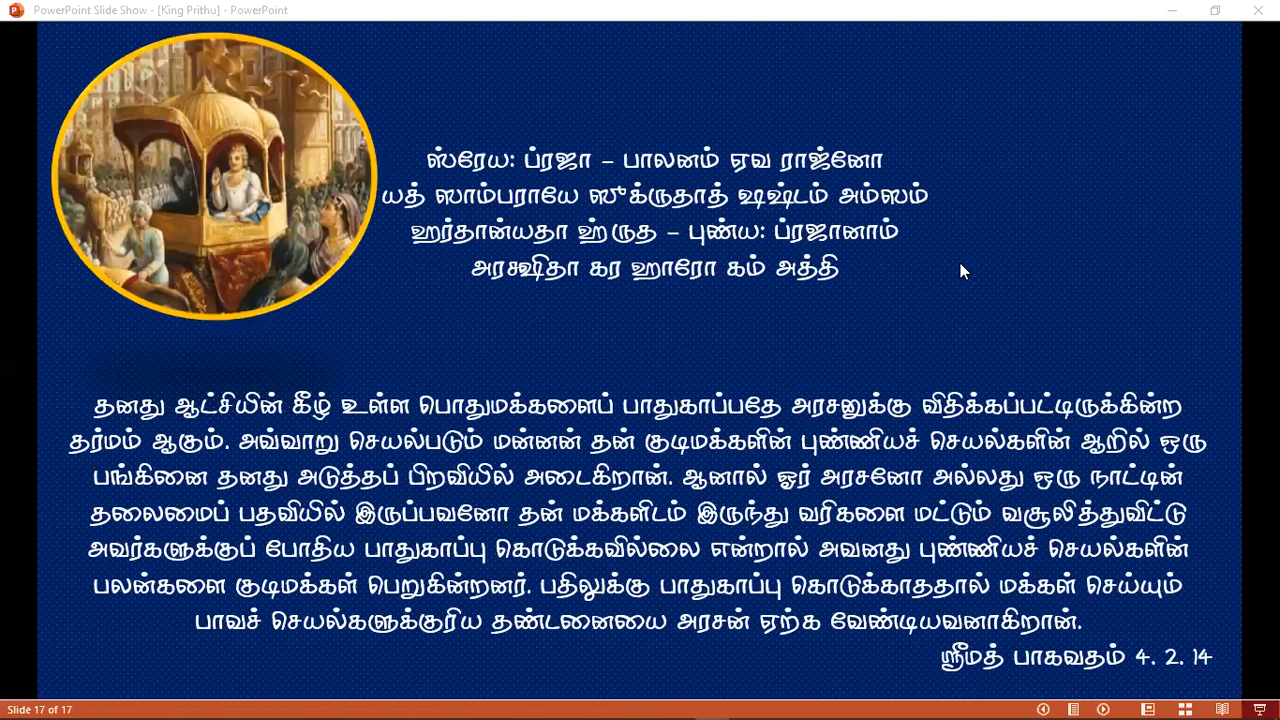 PowerPoint Slide Show - [King Prithu] - PowerPoint
ஸ்ரேய: ப்ரஜா – பாலனம் ஏவ ராஜ்னோ
யத் ஸாம்பராயே ஸுக்ருதாத் ஷஷ்டம் அம்ஸம்
ஹர்தான்யதா ஹ்ருத – புண்ய: ப்ரஜானாம்
அரக்ஷிதா கர ஹாரோ கம் அத்தி
தனது ஆட்சியின் கீழ் உள்ள பொதுமக்களைப் பாதுகாப்பதே அரசனுக்கு விதிக்கப்பட்டிருக்கின்ற
தர்மம் ஆகும். அவ்வாறு செயல்படும் மன்னன் தன் குடிமக்களின் புண்ணியச் செயல்களின் ஆறில் ஒரு
பங்கினை தனது அடுத்தப் பிறவியில் அடைகிறான். ஆனால் ஓர் அரசனோ அல்லது ஒரு நாட்டின்
தலைமைப் பதவியில் இருப்பவனோ தன் மக்களிடம் இருந்து வரிகளை மட்டும் வசூலித்துவிட்டு
அவர்களுக்குப் போதிய பாதுகாப்பு கொடுக்கவில்லை என்றால் அவனது புண்ணியச் செயல்களின்
பலன்களை குடிமக்கள் பெறுகின்றனர். பதிலுக்கு பாதுகாப்பு கொடுக்காததால் மக்கள் செய்யும்
பாவச் செயல்களுக்குரிய தண்டனையை அரசன் ஏற்க வேண்டியவனாகிறான்.
ஸ்ரீமத் பாகவதம் 4. 2. 14
Slide 17 of 17